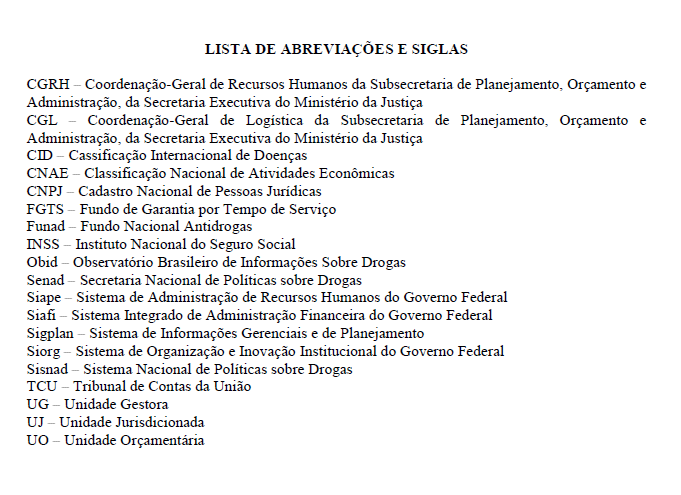 LISTA DE ABREVIAÇÕES E SIGLAS
CGRH – Coordenação-Geral de Recursos Humanos da Subsecretaria de Planejamento, Orçamento e
Administração, da Secretaria Executiva do Ministério da Justiça
CGL – Coordenação-Geral de Logística da Subsecretaria de Planejamento, Orçamento e
Administração, da Secretaria Executiva do Ministério da Justiça
CID – Cassificação Internacional de Doenças
CNAE – Classificação Nacional de Atividades Econômicas
CNPJ – Cadastro Nacional de Pessoas Jurídicas
FGTS – Fundo de Garantia por Tempo de Serviço
Funad – Fundo Nacional Antidrogas
INSS – Instituto Nacional do Seguro Social
Obid – Observatório Brasileiro de Informações Sobre Drogas
Senad – Secretaria Nacional de Políticas sobre Drogas
Siape – Sistema de Administração de Recursos Humanos do Governo Federal
Siafi – Sistema Integrado de Administração Financeira do Governo Federal
Sigplan – Sistema de Informações Gerenciais e de Planejamento
Siorg – Sistema de Organização e Inovação Institucional do Governo Federal
Sisnad – Sistema Nacional de Políticas sobre Drogas
TCU – Tribunal de Contas da União
UG – Unidade Gestora
UJ – Unidade Jurisdicionada
UO – Unidade Orçamentária